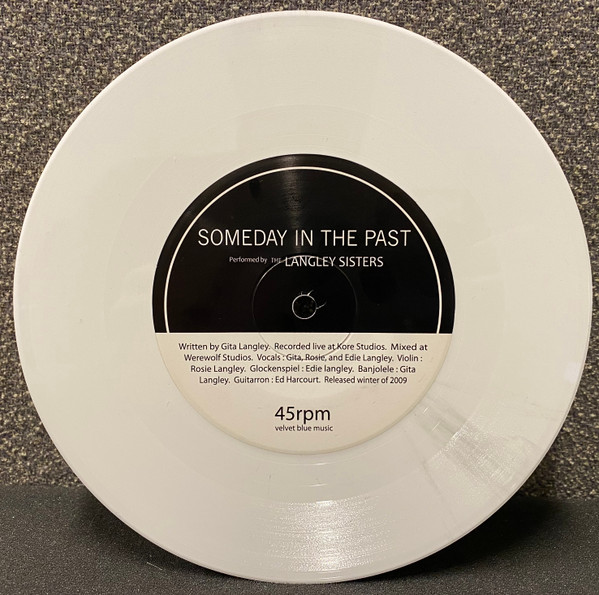 SOMEDAY IN THE PAST
Performed by THE LANGLEY SISTERS
Written by Gita Langley. Recorded live at Kore Studios. Mixed at
Werewolf Studios. Vocals : Gita, Rosie, and Edie Langley. Violin :
Rosie Langley. Glockenspiel : Edie langley. Banjolele : Gita
Langley. Guitarron : Ed Harcourt. Released winter of 2009
45rpm
velvet blue music